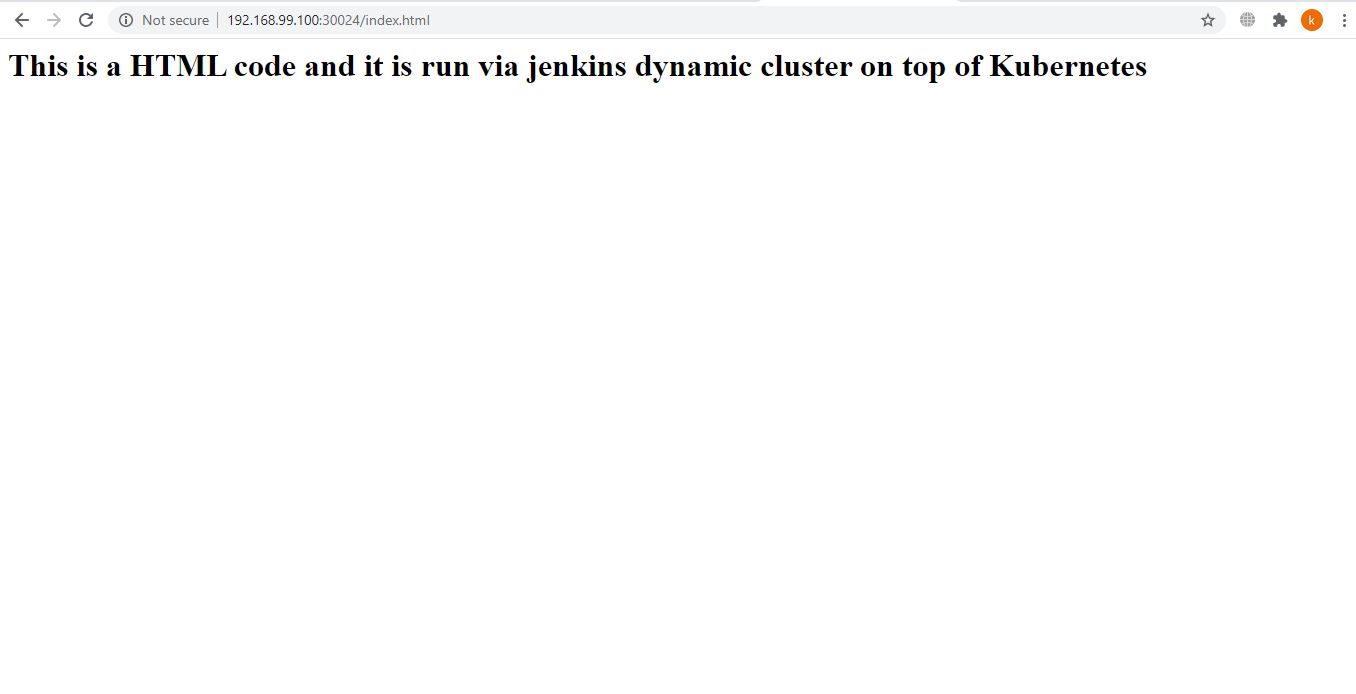 Not secure
192.168.99.100:30024/index.html
k
This is a HTML code and it is run via jenkins dynamic cluster on top of Kubernetes